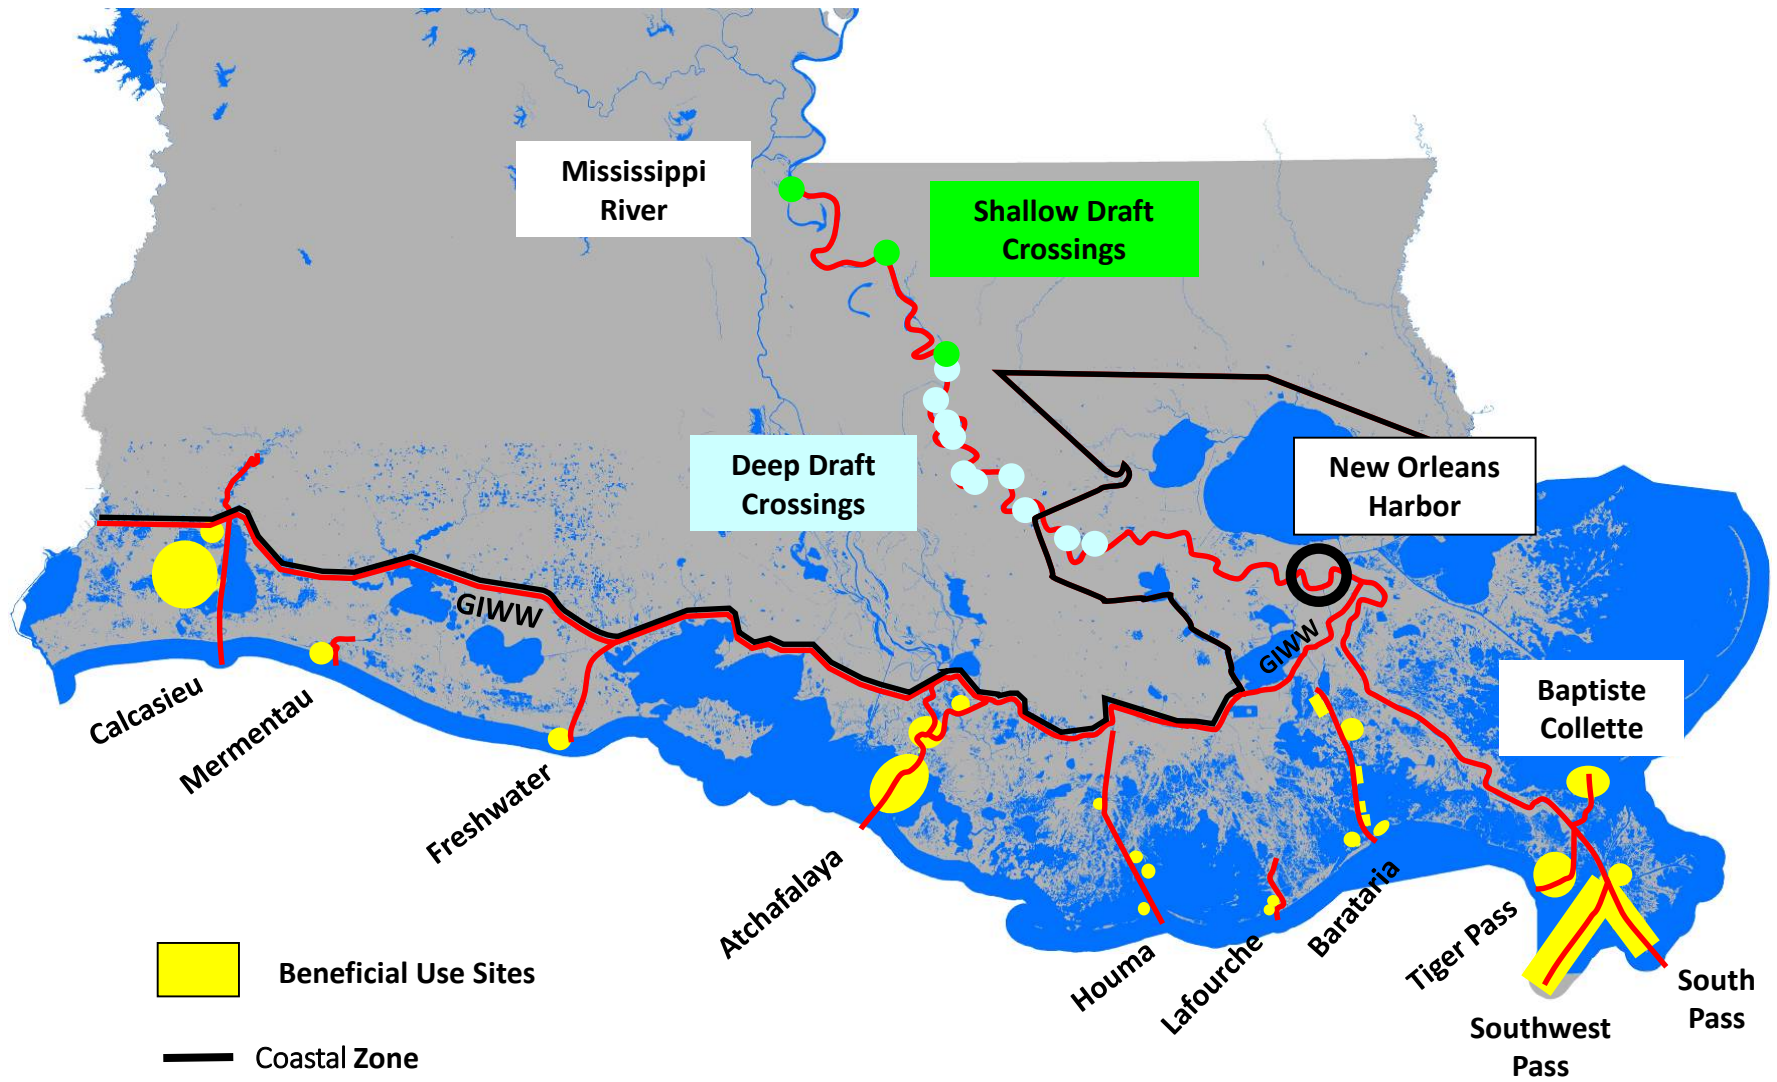 Mississippi
River
Shallow Draft
Crossings
Deep Draft
Crossings
New Orleans
Harbor
GIWW
GIWW
Baptiste
Collette
Calcasieu
Mermentau
Freshwater
Atchafalaya
Houma
Lafourche
Barataria
Tiger Pass
South
Pass
Southwest
Pass
Beneficial Use Sites
Coastal Zone